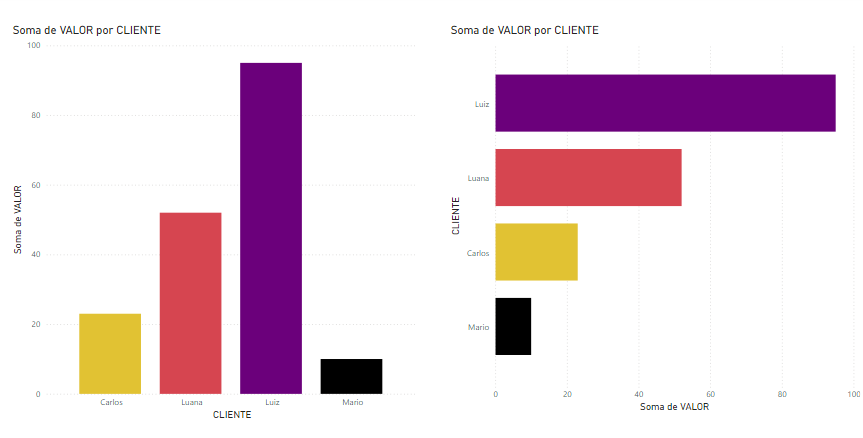 Soma de VALOR por CLIENTE
100
80
60
40
20
0
Soma de VALOR
Carlos Luana Luiz Mario
CLIENTE
Soma de VALOR por CLIENTE
CLIENTE
Luiz
Luana
Carlos
Mario
0 20 40 60 80 100
Soma de VALOR